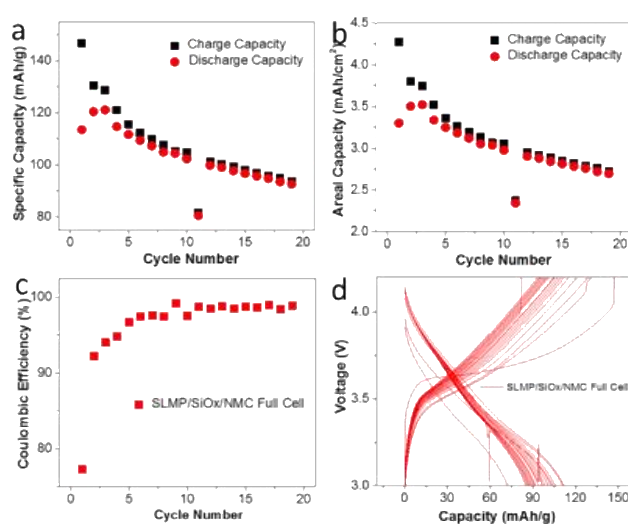 a
Charge Capacity
Discharge Capacity
Specific Capacity (mAh/g)
140
120
100
80
0
5
10
15
20
Cycle Number
b
Charge Capacity
Discharge Capacity
Areal Capacity (mAh/cm²)
4.5
4.0
3.5
3.0
2.5
2.0
0
5
10
15
20
Cycle Number
c
Coulombic Efficiency (%)
100
90
80
SLMP/SiOx/NMC Full Cell
0
5
10
15
20
Cycle Number
d
Voltage (V)
4.0
3.5
3.0
SLMP/SiOx/NMC Full Cell
0
30
60
90
120
150
Capacity (mAh/g)